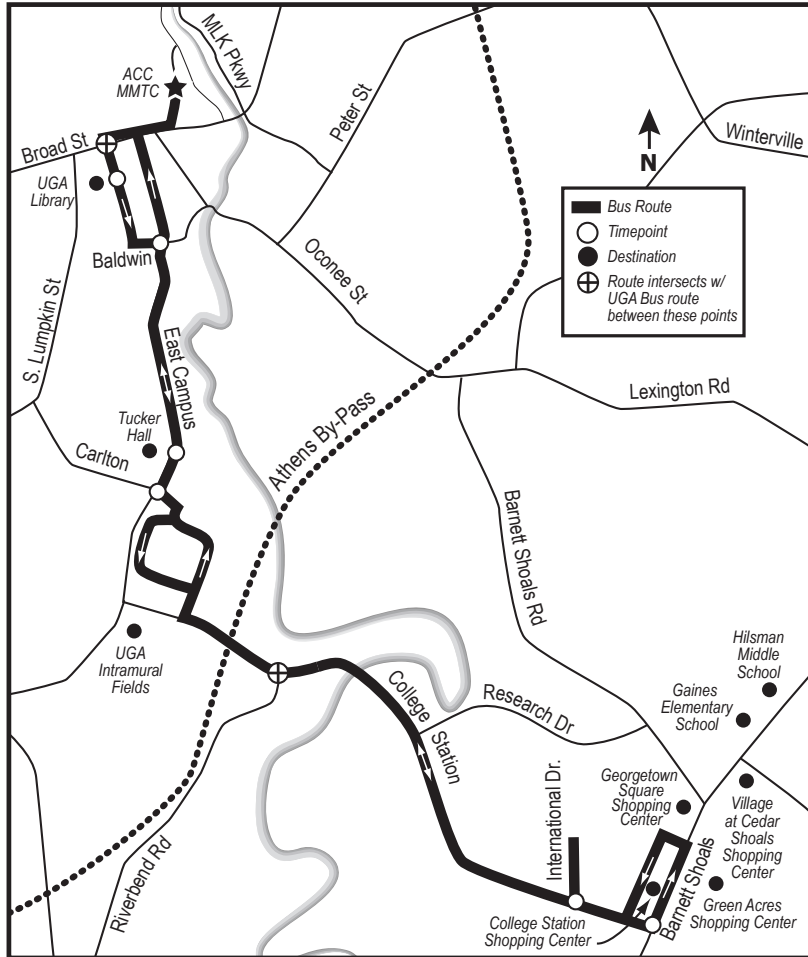 MLK Pkwy
ACC
MMTC
Peter St
Broad St
Winterville
N
UGA
Library
Bus Route
Timepoint
Destination
Route intersects w/
UGA Bus route
between these points
Baldwin
Oconee St
S. Lumpkin St
East Campus
Lexington Rd
Tucker
Hall
Athens By-Pass
Carlton
Barnett Shoals Rd
UGA
Intramural
Fields
Hilsman
Middle
School
College
Station
Research Dr
Gaines
Elementary
School
International Dr.
Georgetown
Square
Shopping
Center
Village
at Cedar
Shoals
Shopping
Center
Riverbend Rd
Barnett Shoals
Green Acres
Shopping Center
College Station
Shopping Center